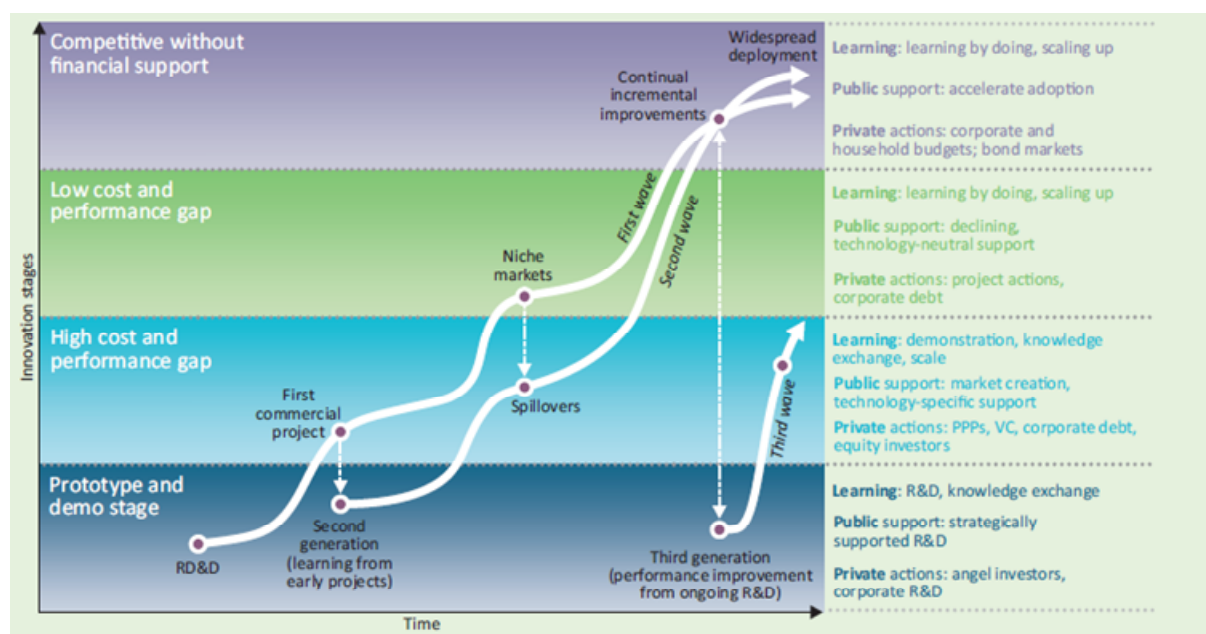 Competitive without
financial support
Widespread
deployment
Continual
incremental
improvements
Learning: learning by doing, scaling up
Public support: accelerate adoption
Private actions: corporate and
household budgets; bond markets
Low cost and
performance gap
First wave
Second wave
Niche
markets
Learning: learning by doing, scaling up
Public support: declining,
technology-neutral support
Private actions: project actions,
corporate debt
High cost and
performance gap
First
commercial
project
Spillovers
Third wave
Learning: demonstration, knowledge
exchange, scale
Public support: market creation,
technology-specific support
Private actions: PPPs, VC, corporate debt,
equity investors
Prototype and
demo stage
RD&D
Second
generation
(learning from
early projects)
Third generation
(performance improvement
from ongoing R&D)
Learning: R&D, knowledge exchange
Public support: strategically
supported R&D
Private actions: angel investors,
corporate R&D
Innovation stages
Time